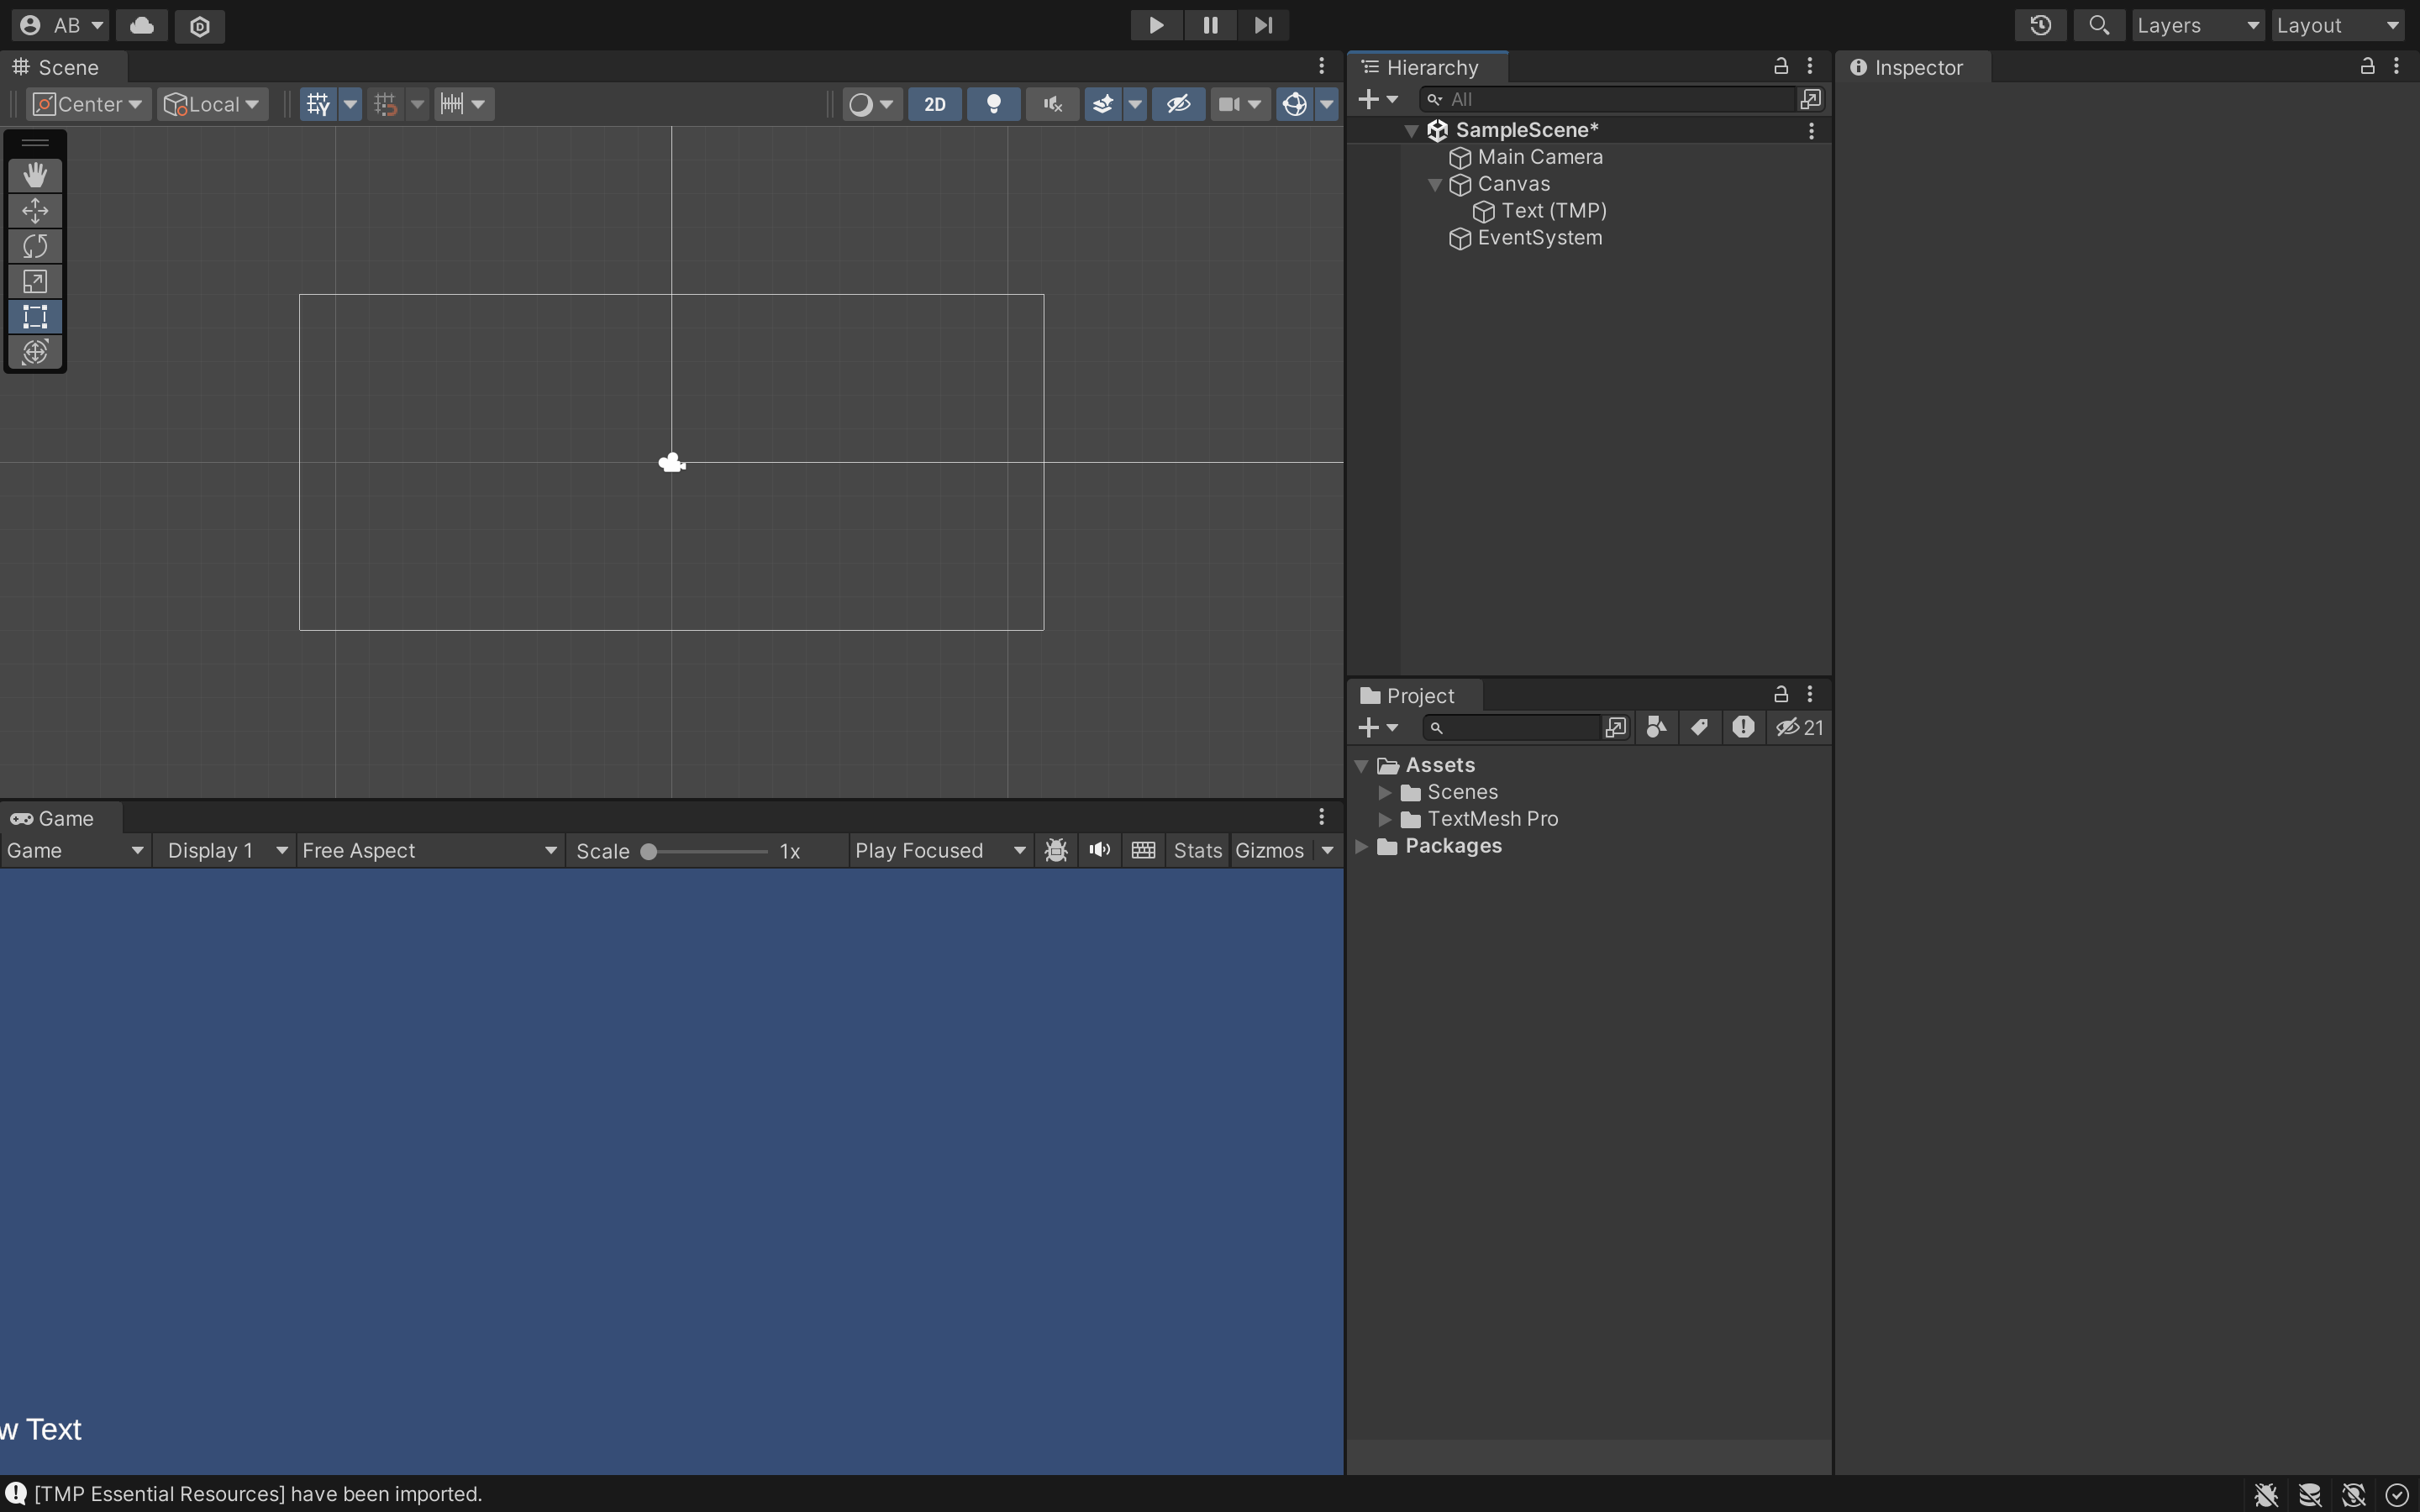 AB
Layers
Layout
Scene
Center
Local
2D
Hierarchy
All
SampleScene*
Main Camera
Canvas
Text (TMP)
EventSystem
Inspector
Project
21
Assets
Scenes
TextMesh Pro
Packages
Game
Game
Display 1
Free Aspect
Scale
1x
Play Focused
Stats
Gizmos
w Text
[TMP Essential Resources] have been imported.